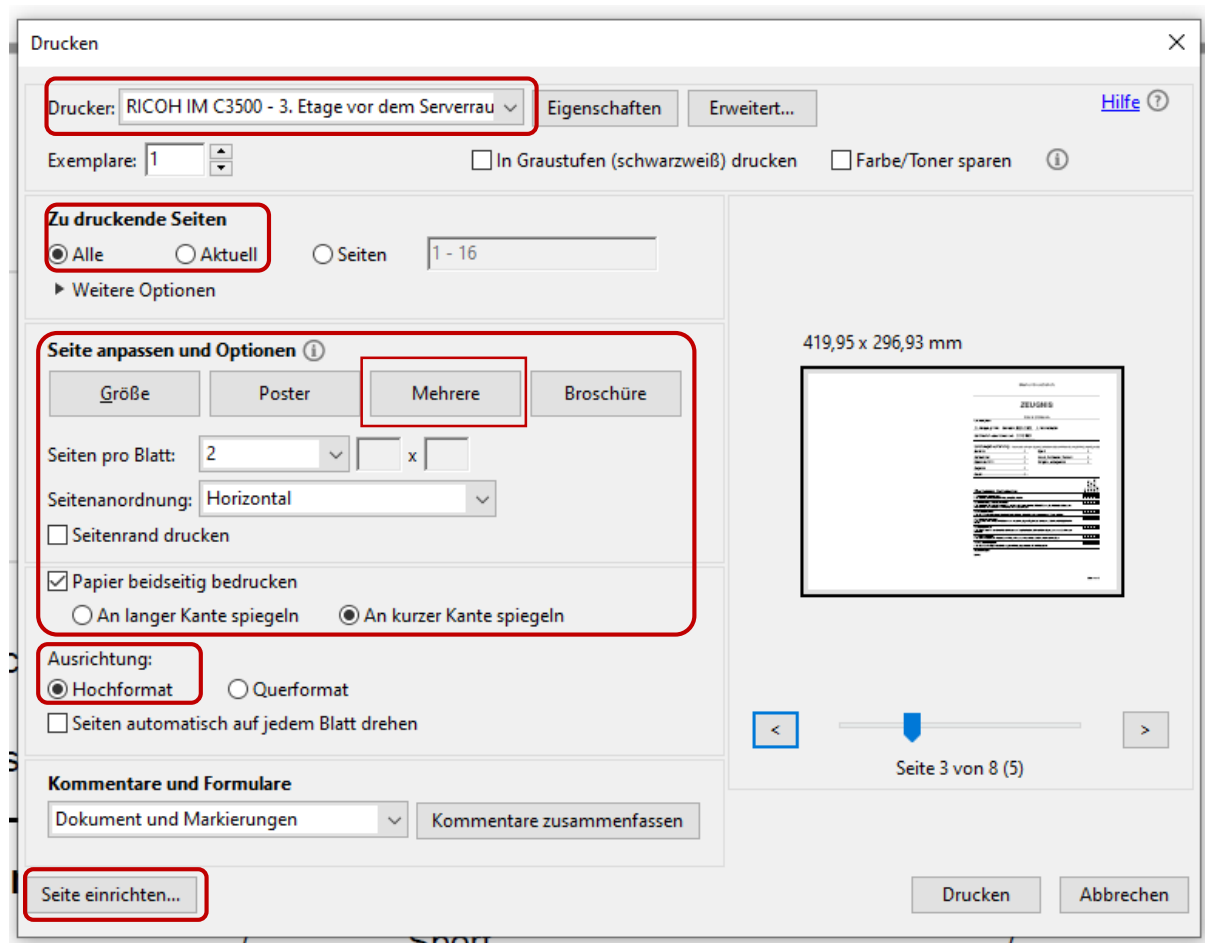 Drucken
Drucker: RICOH IM C3500 - 3. Etage vor dem Serverrau Eigenschaften Erweitert... Hilfe
Exemplare: 1 In Graustufen (schwarzweiß) drucken Farbe/Toner sparen
Zu druckende Seiten
Alle Aktuell Seiten 1 - 16
Weitere Optionen
Seite anpassen und Optionen
Größe Poster Mehrere Broschüre
Seiten pro Blatt: 2 x
Seitenanordnung: Horizontal
Seitenrand drucken
Papier beidseitig bedrucken
An langer Kante spiegeln An kurzer Kante spiegeln
Ausrichtung:
Hochformat Querformat
Seiten automatisch auf jedem Blatt drehen
Kommentare und Formulare
Dokument und Markierungen Kommentare zusammenfassen
419,95 x 296,93 mm
ZEUGNIS
< >
Seite 3 von 8 (5)
Seite einrichten... Drucken Abbrechen